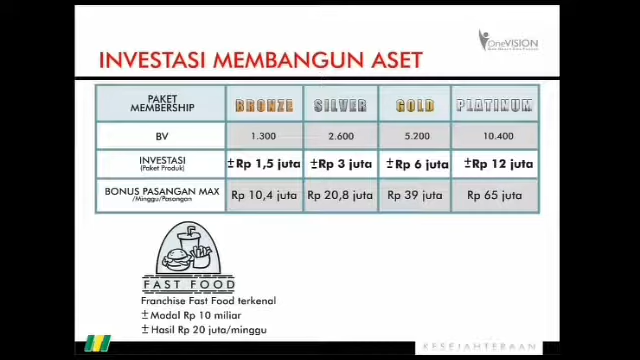 OneVISION
INVESTASI MEMBANGUN ASET
PAKET MEMBERSHIP BRONZE SILVER GOLD PLATINUM
BV 1.300 2.600 5.200 10.400
INVESTASI (Paket Produk) ±Rp 1,5 juta ±Rp 3 juta ±Rp 6 juta ±Rp 12 juta
BONUS PASANGAN MAX /Minggu/Pasangan Rp 10,4 juta Rp 20,8 juta Rp 39 juta Rp 65 juta
FAST FOOD
Franchise Fast Food terkenal
±Modal Rp 10 miliar
±Hasil Rp 20 juta/minggu
KESEJAHTERAAN